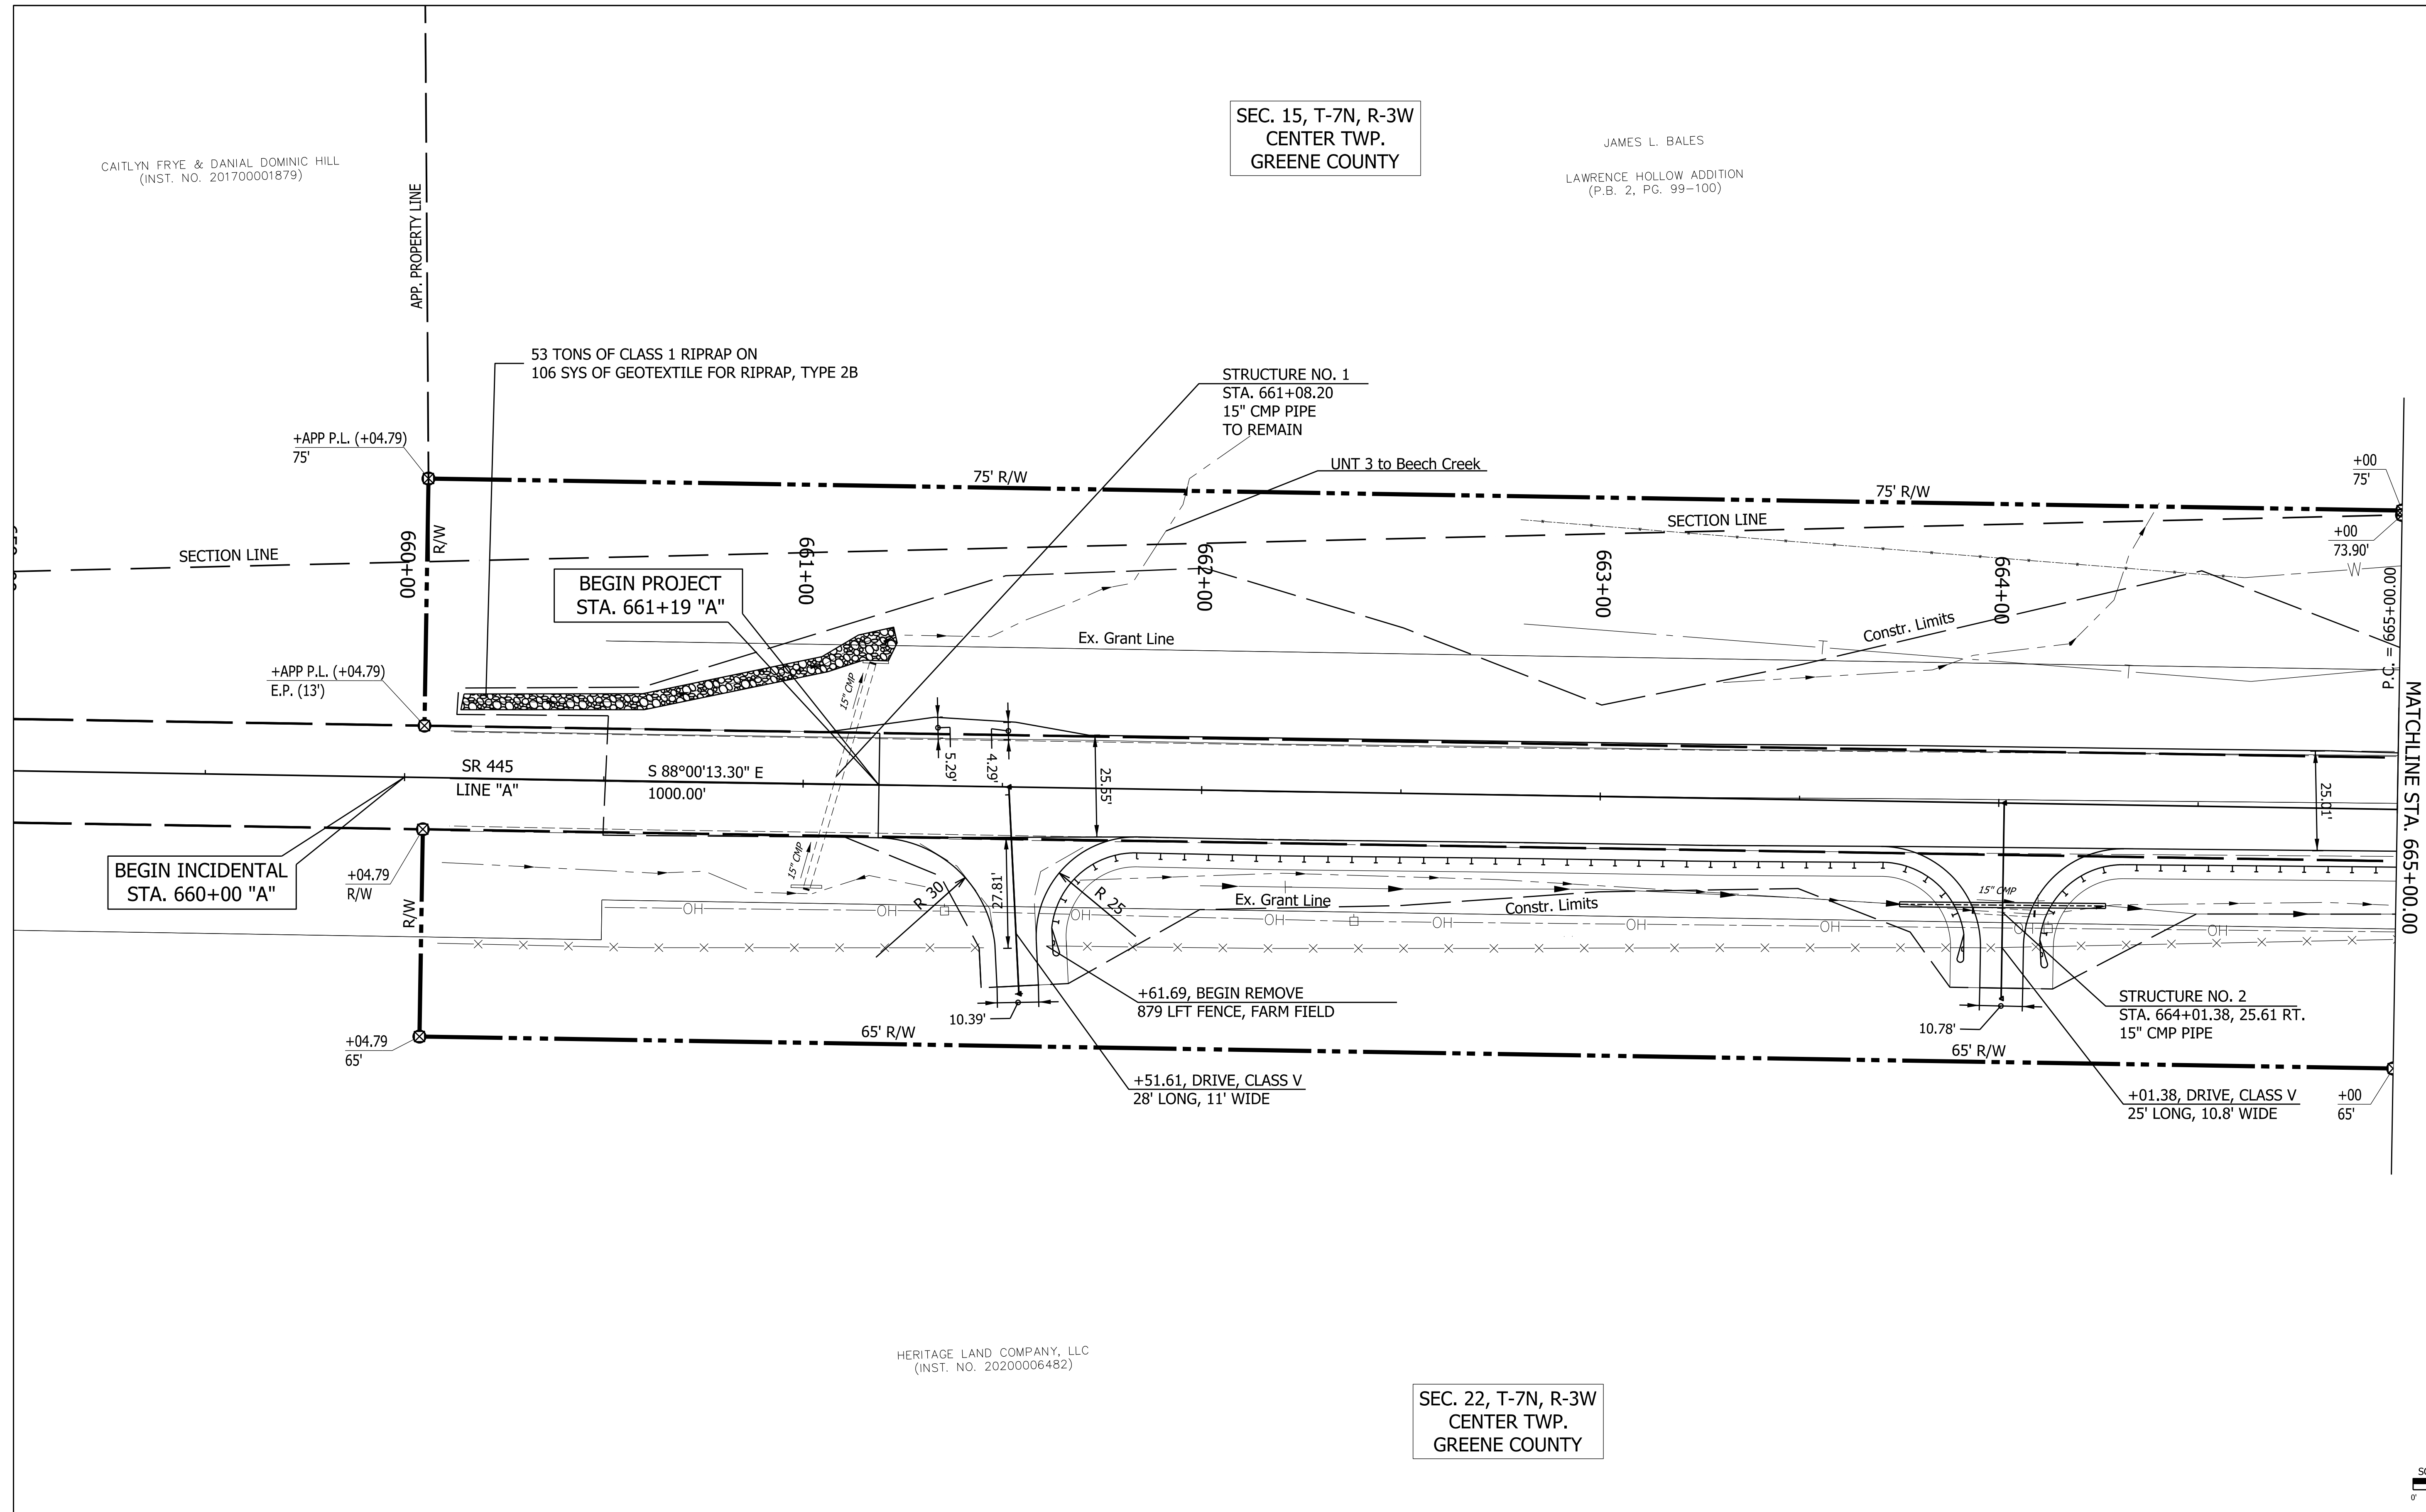 SEC. 15, T-7N, R-3W
CENTER TWP.
GREENE COUNTY
JAMES L. BALES
LAWRENCE HOLLOW ADDITION
(P.B. 2, PG. 99-100)
CAITLYN FRYE & DANIAL DOMINIC HILL
(INST. NO. 201700001879)
APP. PROPERTY LINE
53 TONS OF CLASS 1 RIPRAP ON
106 SYS OF GEOTEXTILE FOR RIPRAP, TYPE 2B
STRUCTURE NO. 1
STA. 661+08.20
15" CMP PIPE
TO REMAIN
UNT 3 to Beech Creek
+APP P.L. (+04.79)
75'
75' R/W
75' R/W
+00
75'
+00
73.90'
SECTION LINE
SECTION LINE
R/W
660+00
661+00
662+00
663+00
664+00
BEGIN PROJECT
STA. 661+19 "A"
W
P.C. = 665+00.00
Ex. Grant Line
Constr. Limits
T
T
+APP P.L. (+04.79)
E.P. (13')
15" CMP
MATCHLINE STA. 665+00.00
5.29'
4.29'
25.55'
25.01'
SR 445
LINE "A"
S 88°00'13.30" E
1000.00'
BEGIN INCIDENTAL
STA. 660+00 "A"
+04.79
R/W
R/W
15" CMP
R 30
27.81'
R 25
Ex. Grant Line
Constr. Limits
15" CMP
OH
OH
OH
OH
OH
OH
OH
OH
OH
+61.69, BEGIN REMOVE
879 LFT FENCE, FARM FIELD
STRUCTURE NO. 2
STA. 664+01.38, 25.61 RT.
15" CMP PIPE
10.39'
10.78'
+04.79
65'
65' R/W
65' R/W
+51.61, DRIVE, CLASS V
28' LONG, 11' WIDE
+01.38, DRIVE, CLASS V
25' LONG, 10.8' WIDE
+00
65'
HERITAGE LAND COMPANY, LLC
(INST. NO. 20200006482)
SEC. 22, T-7N, R-3W
CENTER TWP.
GREENE COUNTY
0'